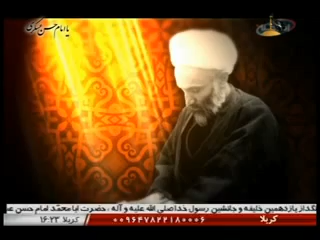 یا امام حسن عسکری
یازدهمین خلیفه و جانشین رسول خدا صلی الله علیه و آله : حضرت ابا محمد امام حسن
کربلا ۱۶:۲۳ ۰۰۹۶۴۷۸۲۲۱۸۰۰۰۶ کربلا